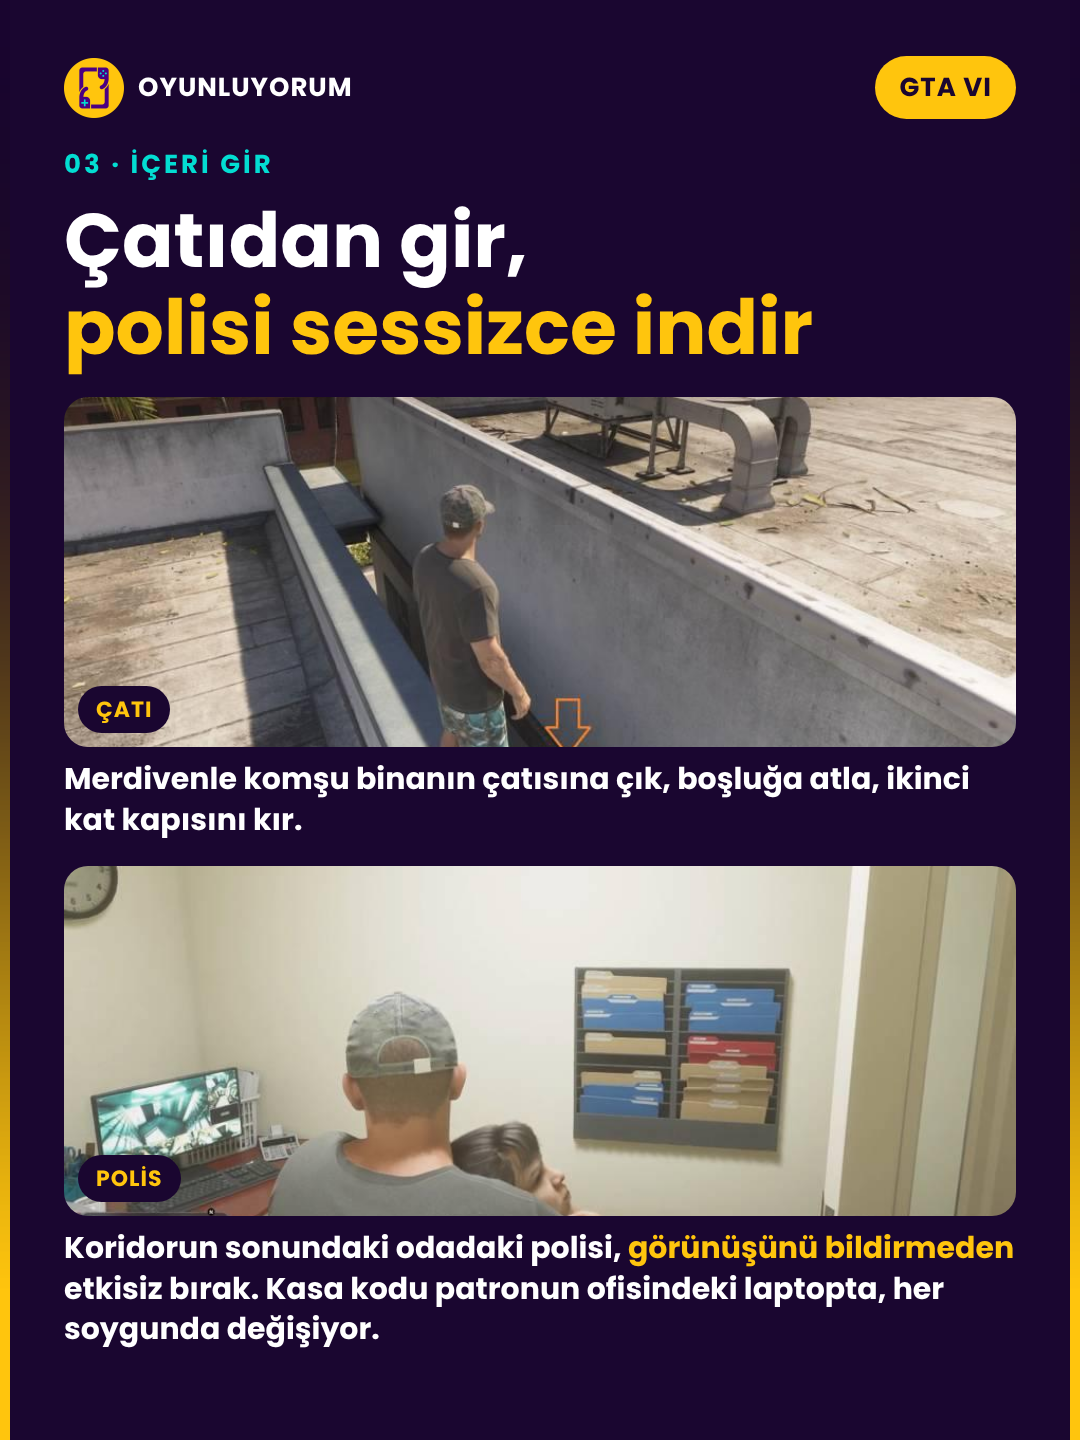 OYUNLUYORUM
GTA VI
03 · İÇERİ GİR
Çatıdan gir,
polisi sessizce indir
ÇATI
Merdivenle komşu binanın çatısına çık, boşluğa atla, ikinci
kat kapısını kır.
POLİS
Koridorun sonundaki odadaki polisi, görünüşünü bildirmeden
etkisiz bırak. Kasa kodu patronun ofisindeki laptopta, her
soygunda değişiyor.